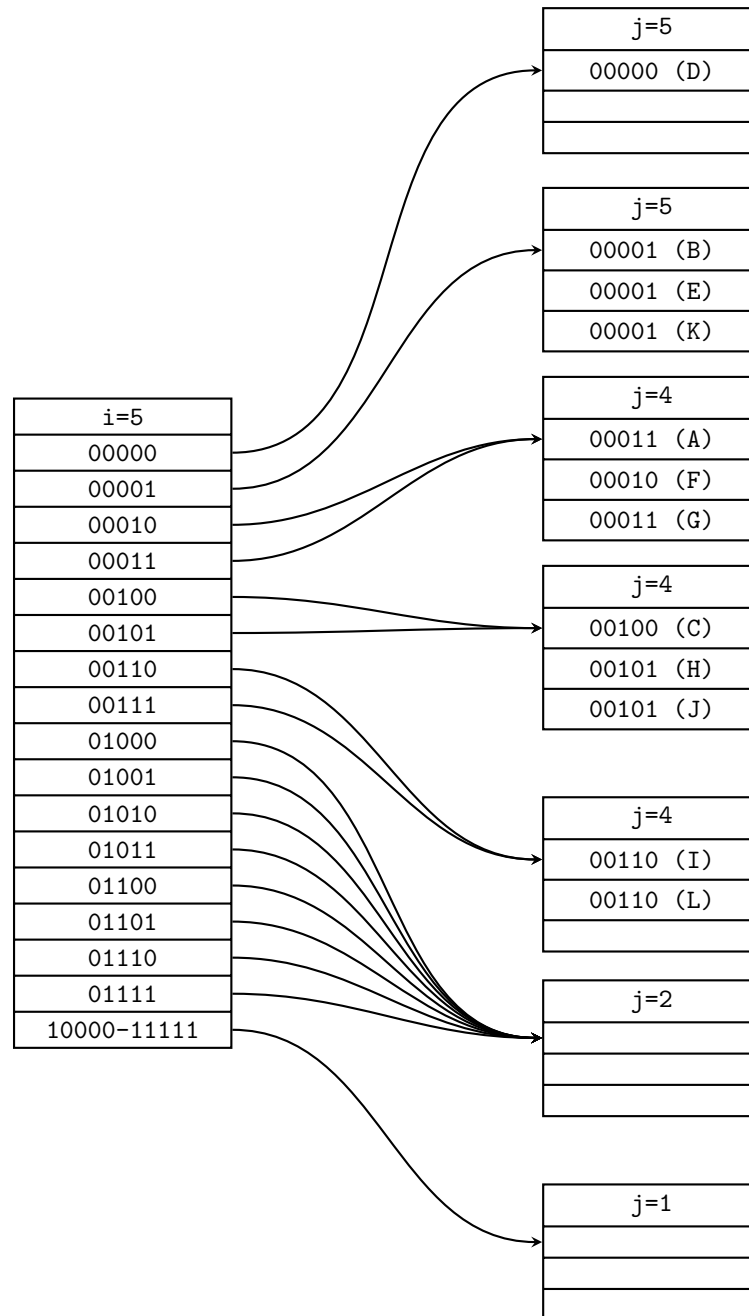 i=5
00000
00001
00010
00011
00100
00101
00110
00111
01000
01001
01010
01011
01100
01101
01110
01111
10000-11111
j=5
00000 (D)
j=5
00001 (B)
00001 (E)
00001 (K)
j=4
00011 (A)
00010 (F)
00011 (G)
j=4
00100 (C)
00101 (H)
00101 (J)
j=4
00110 (I)
00110 (L)
j=2
j=1